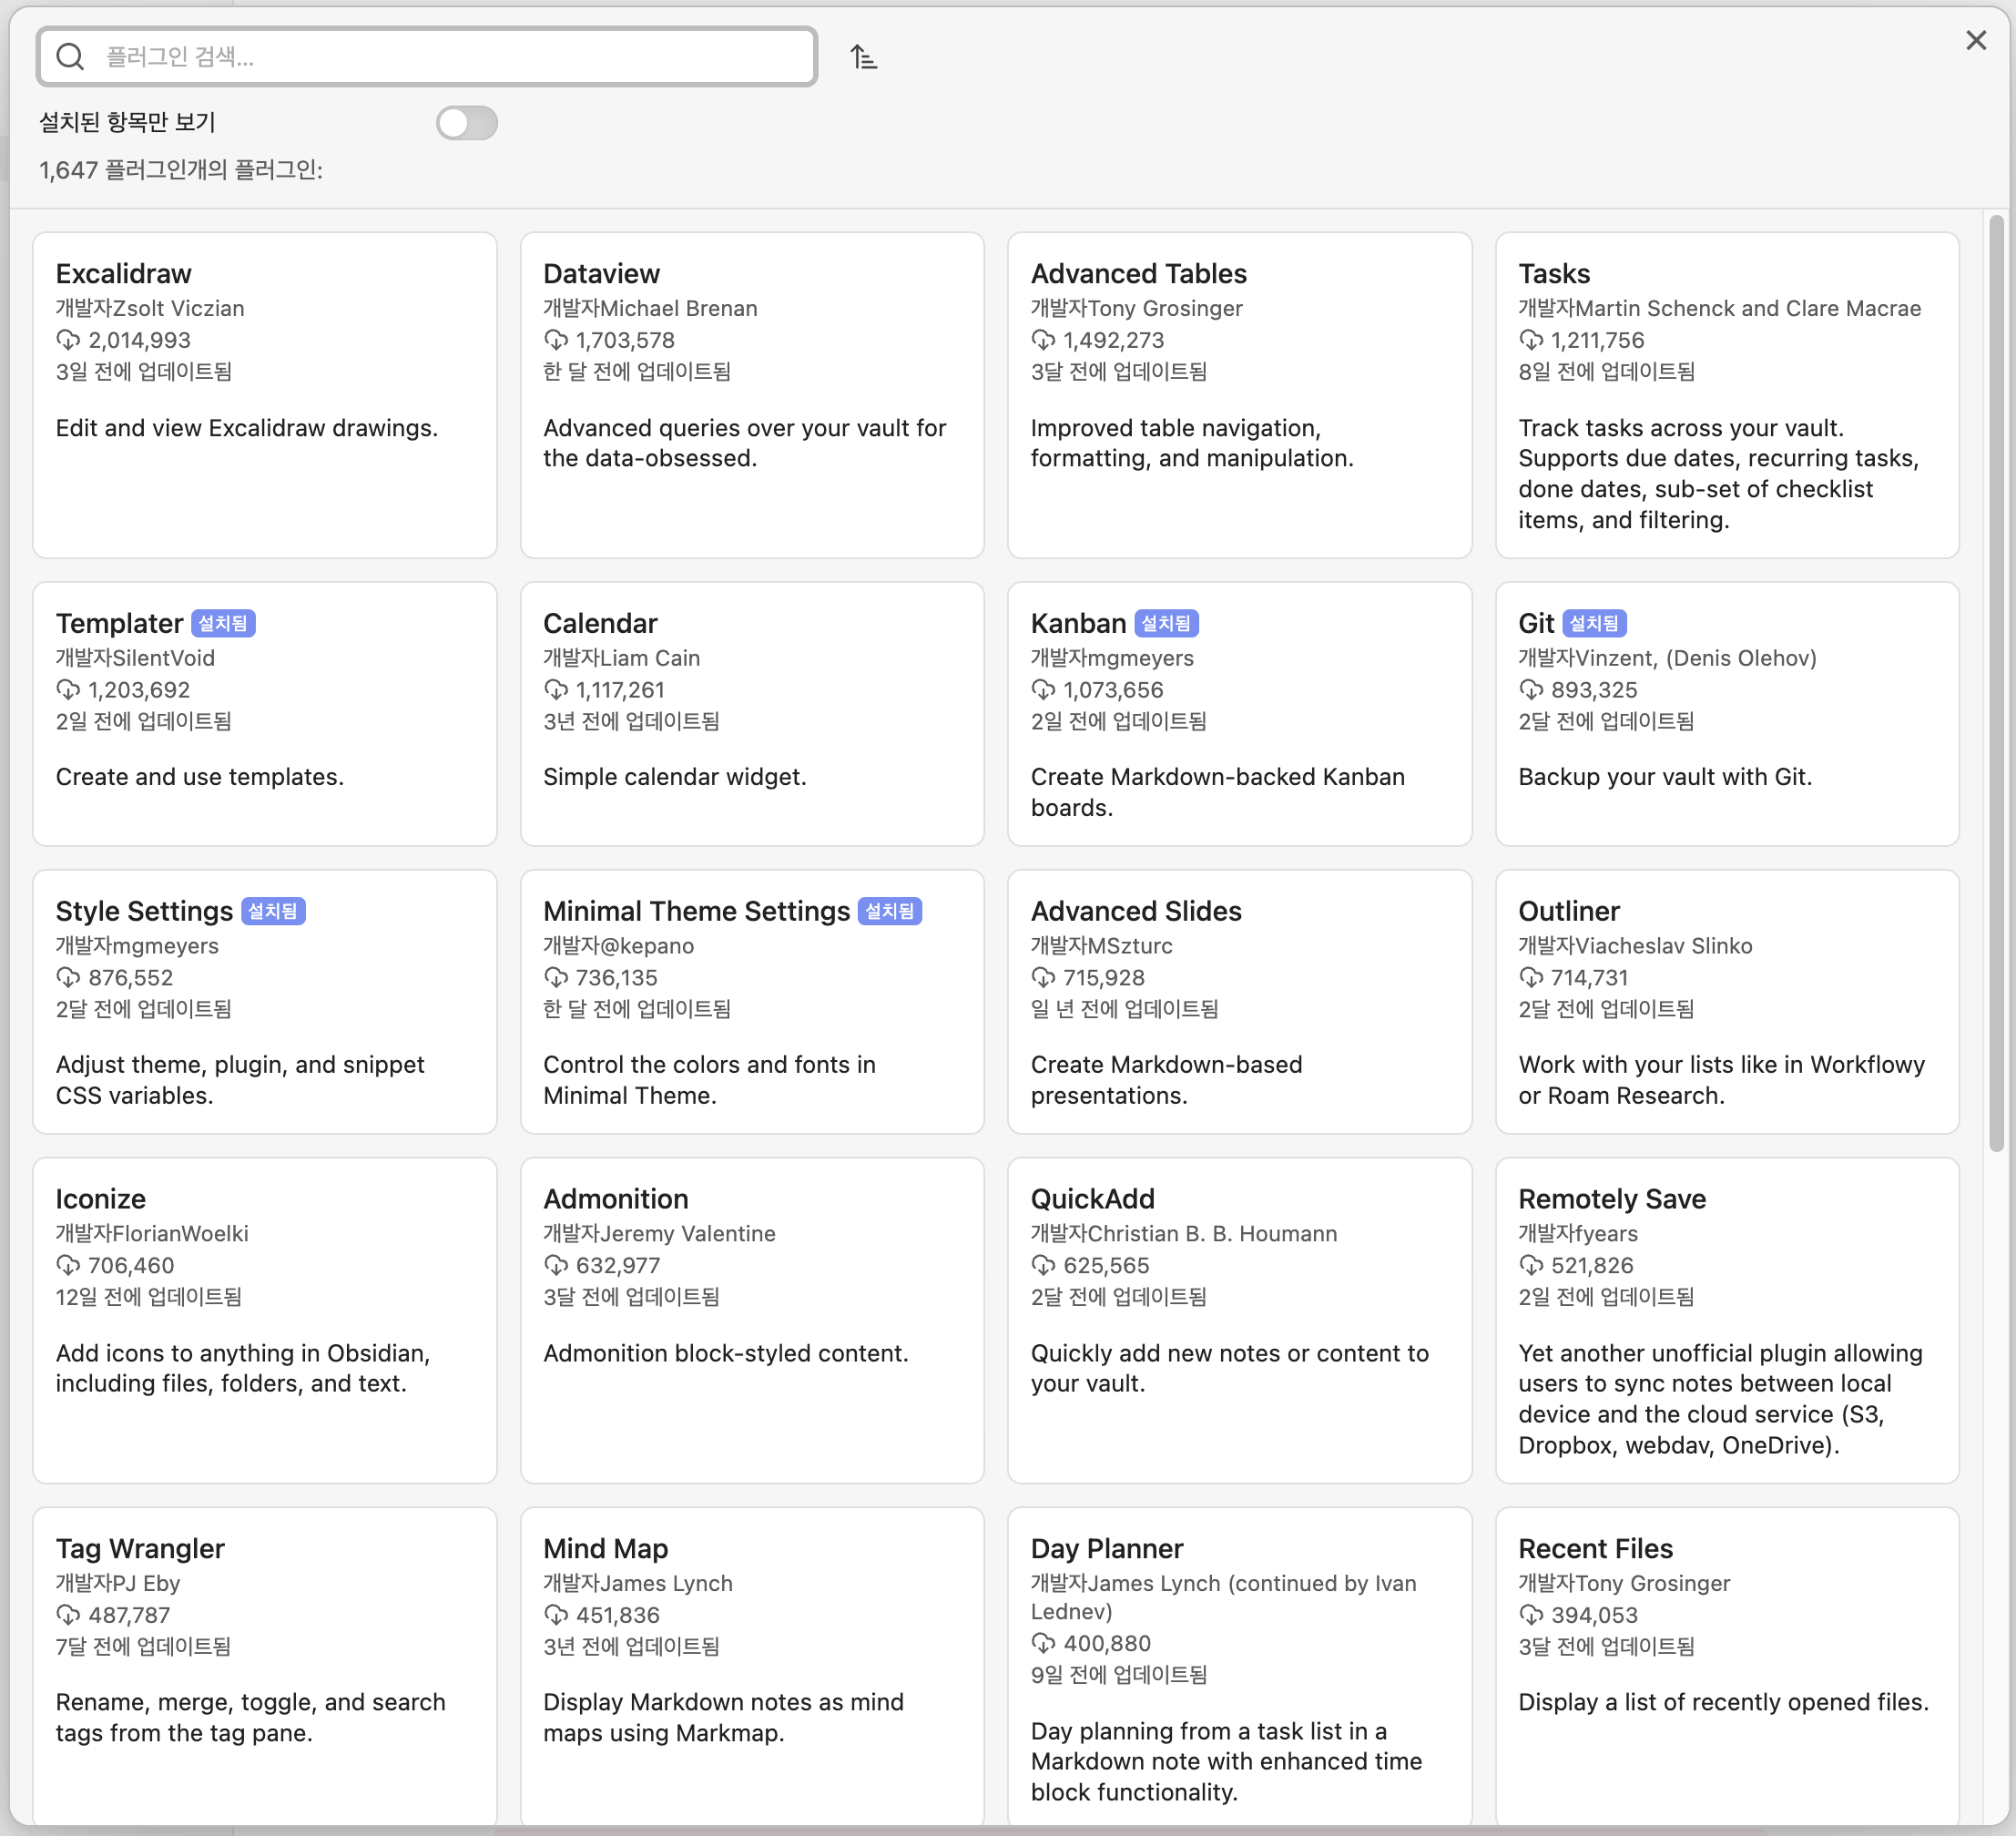 플러그인 검색...
설치된 항목만 보기
1,647 플러그인개의 플러그인:
Excalidraw
개발자Zsolt Viczian
2,014,993
3일 전에 업데이트됨
Edit and view Excalidraw drawings.
Dataview
개발자Michael Brenan
1,703,578
한 달 전에 업데이트됨
Advanced queries over your vault for
the data-obsessed.
Advanced Tables
개발자Tony Grosinger
1,492,273
3달 전에 업데이트됨
Improved table navigation,
formatting, and manipulation.
Tasks
개발자Martin Schenck and Clare Macrae
1,211,756
8일 전에 업데이트됨
Track tasks across your vault.
Supports due dates, recurring tasks,
done dates, sub-set of checklist
items, and filtering.
Templater 설치됨
개발자SilentVoid
1,203,692
2일 전에 업데이트됨
Create and use templates.
Calendar
개발자Liam Cain
1,117,261
3년 전에 업데이트됨
Simple calendar widget.
Kanban 설치됨
개발자mgmeyers
1,073,656
2일 전에 업데이트됨
Create Markdown-backed Kanban
boards.
Git 설치됨
개발자Vinzent, (Denis Olehov)
893,325
2달 전에 업데이트됨
Backup your vault with Git.
Style Settings 설치됨
개발자mgmeyers
876,552
2달 전에 업데이트됨
Adjust theme, plugin, and snippet
CSS variables.
Minimal Theme Settings 설치됨
개발자@kepano
736,135
한 달 전에 업데이트됨
Control the colors and fonts in
Minimal Theme.
Advanced Slides
개발자MSzturc
715,928
일 년 전에 업데이트됨
Create Markdown-based
presentations.
Outliner
개발자Viacheslav Slinko
714,731
2달 전에 업데이트됨
Work with your lists like in Workflowy
or Roam Research.
Iconize
개발자FlorianWoelki
706,460
12일 전에 업데이트됨
Add icons to anything in Obsidian,
including files, folders, and text.
Admonition
개발자Jeremy Valentine
632,977
3달 전에 업데이트됨
Admonition block-styled content.
QuickAdd
개발자Christian B. B. Houmann
625,565
2달 전에 업데이트됨
Quickly add new notes or content to
your vault.
Remotely Save
개발자fyears
521,826
2일 전에 업데이트됨
Yet another unofficial plugin allowing
users to sync notes between local
device and the cloud service (S3,
Dropbox, webdav, OneDrive).
Tag Wrangler
개발자PJ Eby
487,787
7달 전에 업데이트됨
Rename, merge, toggle, and search
tags from the tag pane.
Mind Map
개발자James Lynch
451,836
3년 전에 업데이트됨
Display Markdown notes as mind
maps using Markmap.
Day Planner
개발자James Lynch (continued by Ivan
Lednev)
400,880
9일 전에 업데이트됨
Day planning from a task list in a
Markdown note with enhanced time
block functionality.
Recent Files
개발자Tony Grosinger
394,053
3달 전에 업데이트됨
Display a list of recently opened files.